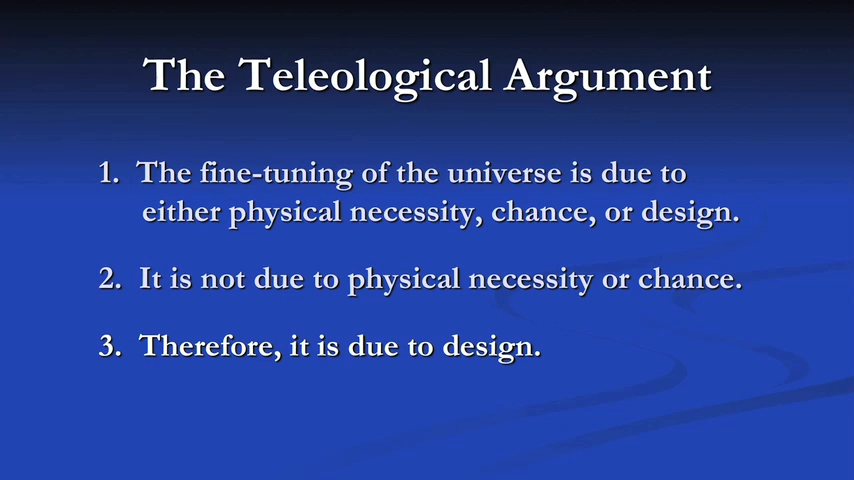 The Teleological Argument
1. The fine-tuning of the universe is due to
either physical necessity, chance, or design.
2. It is not due to physical necessity or chance.
3. Therefore, it is due to design.